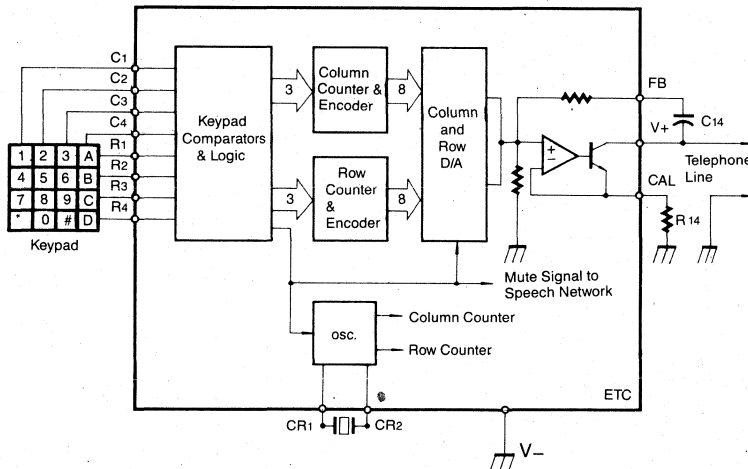 C1
C2
C3
C4
R1
R2
R3
R4
1 2 3 A
4 5 6 B
7 8 9 C
* 0 # D
Keypad
Keypad
Comparators
& Logic
3
Column
Counter &
Encoder
8
3
Row
Counter
&
Encoder
8
Column
and
Row
D/A
+
−
FB
C14
V+
Telephone
Line
CAL
R14
Mute Signal to
Speech Network
osc.
Column Counter
Row Counter
ETC
CR1
CR2
V−